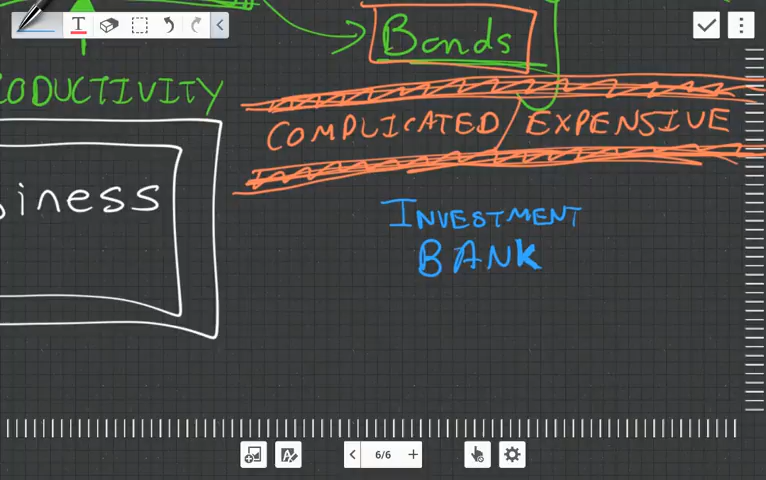 T
Bonds
ODUCTIVITY
COMPLICATED/EXPENSIVE
siness
INVESTMENT
BANK
6/6